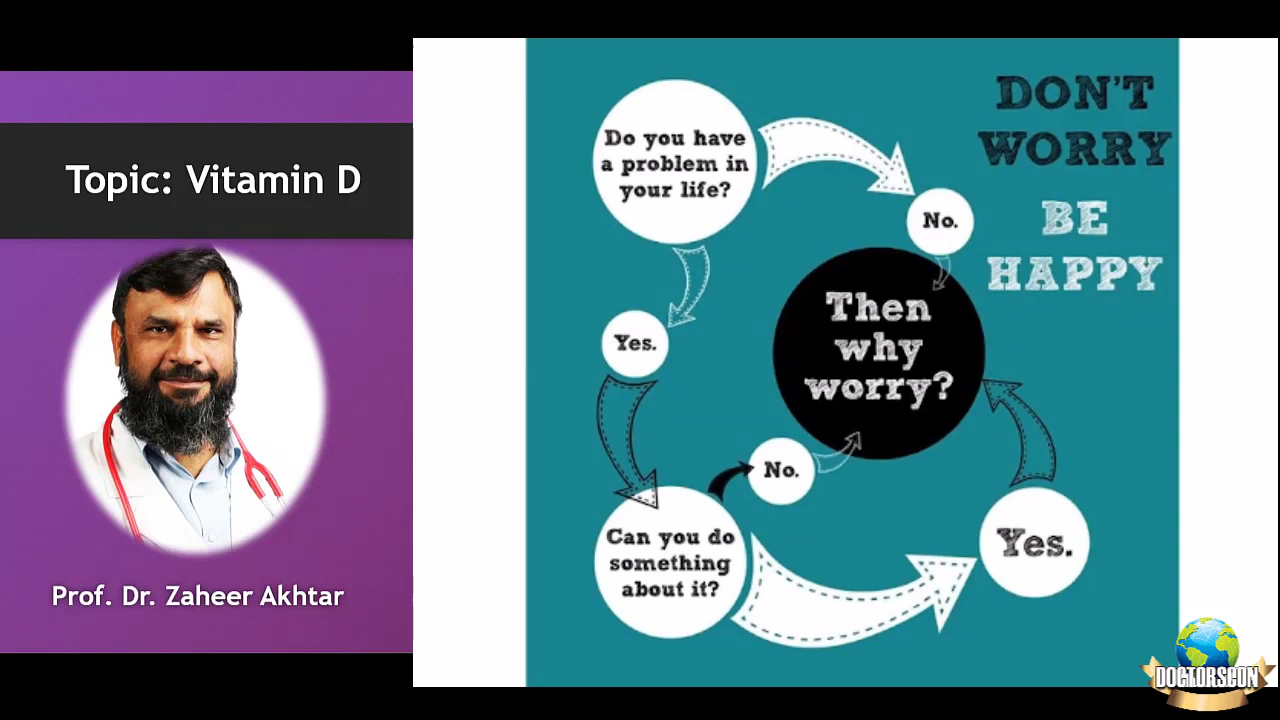 Topic: Vitamin D
Prof. Dr. Zaheer Akhtar
DON'T
WORRY
BE
HAPPY
Do you have
a problem in
your life?
No.
Yes.
Then
why
worry?
No.
Can you do
something
about it?
Yes.
DOCTORSCON